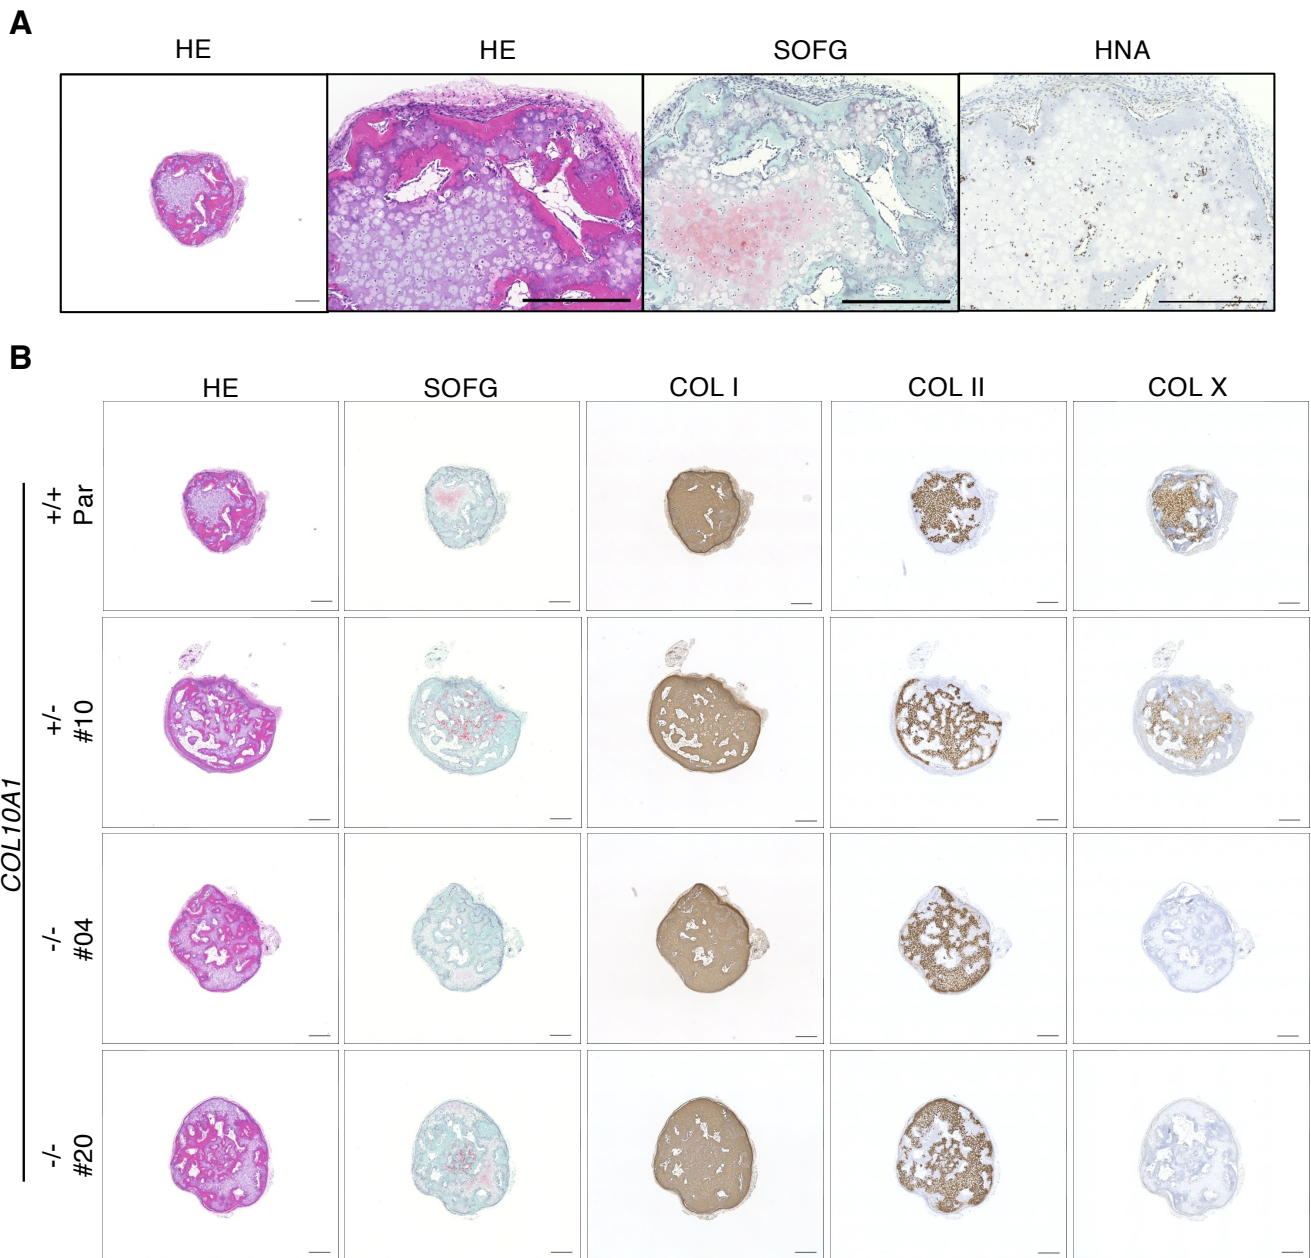 A
HE HE SOFG HNA
B
HE SOFG COL I COL II COL X
COL10A1
+/+
Par
+/-
#10
-/-
#04
-/-
#20